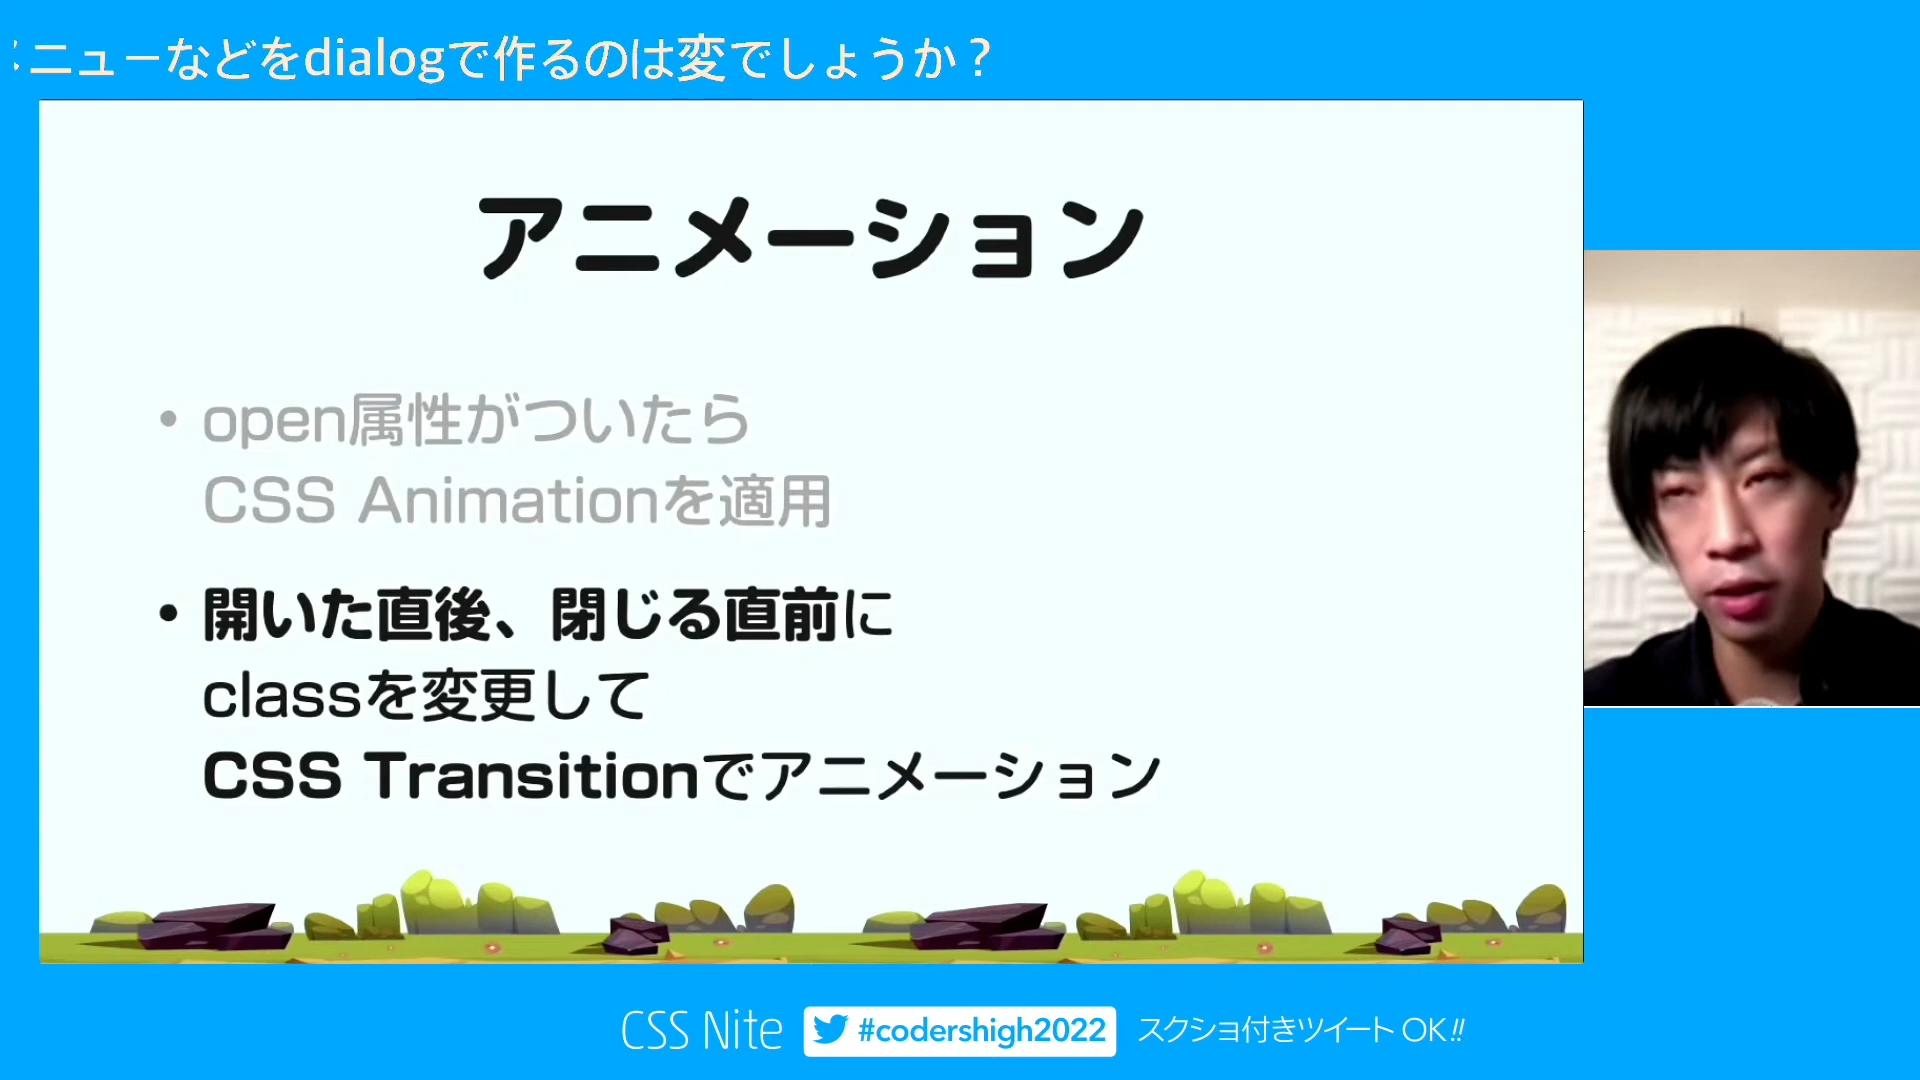 ニューなどをdialogで作るのは変でしょうか？
アニメーション
• open属性がついたら
CSS Animationを適用
• 開いた直後、閉じる直前に
classを変更して
CSS Transitionでアニメーション
CSS Nite #codershigh2022 スクショ付きツイート OK!!